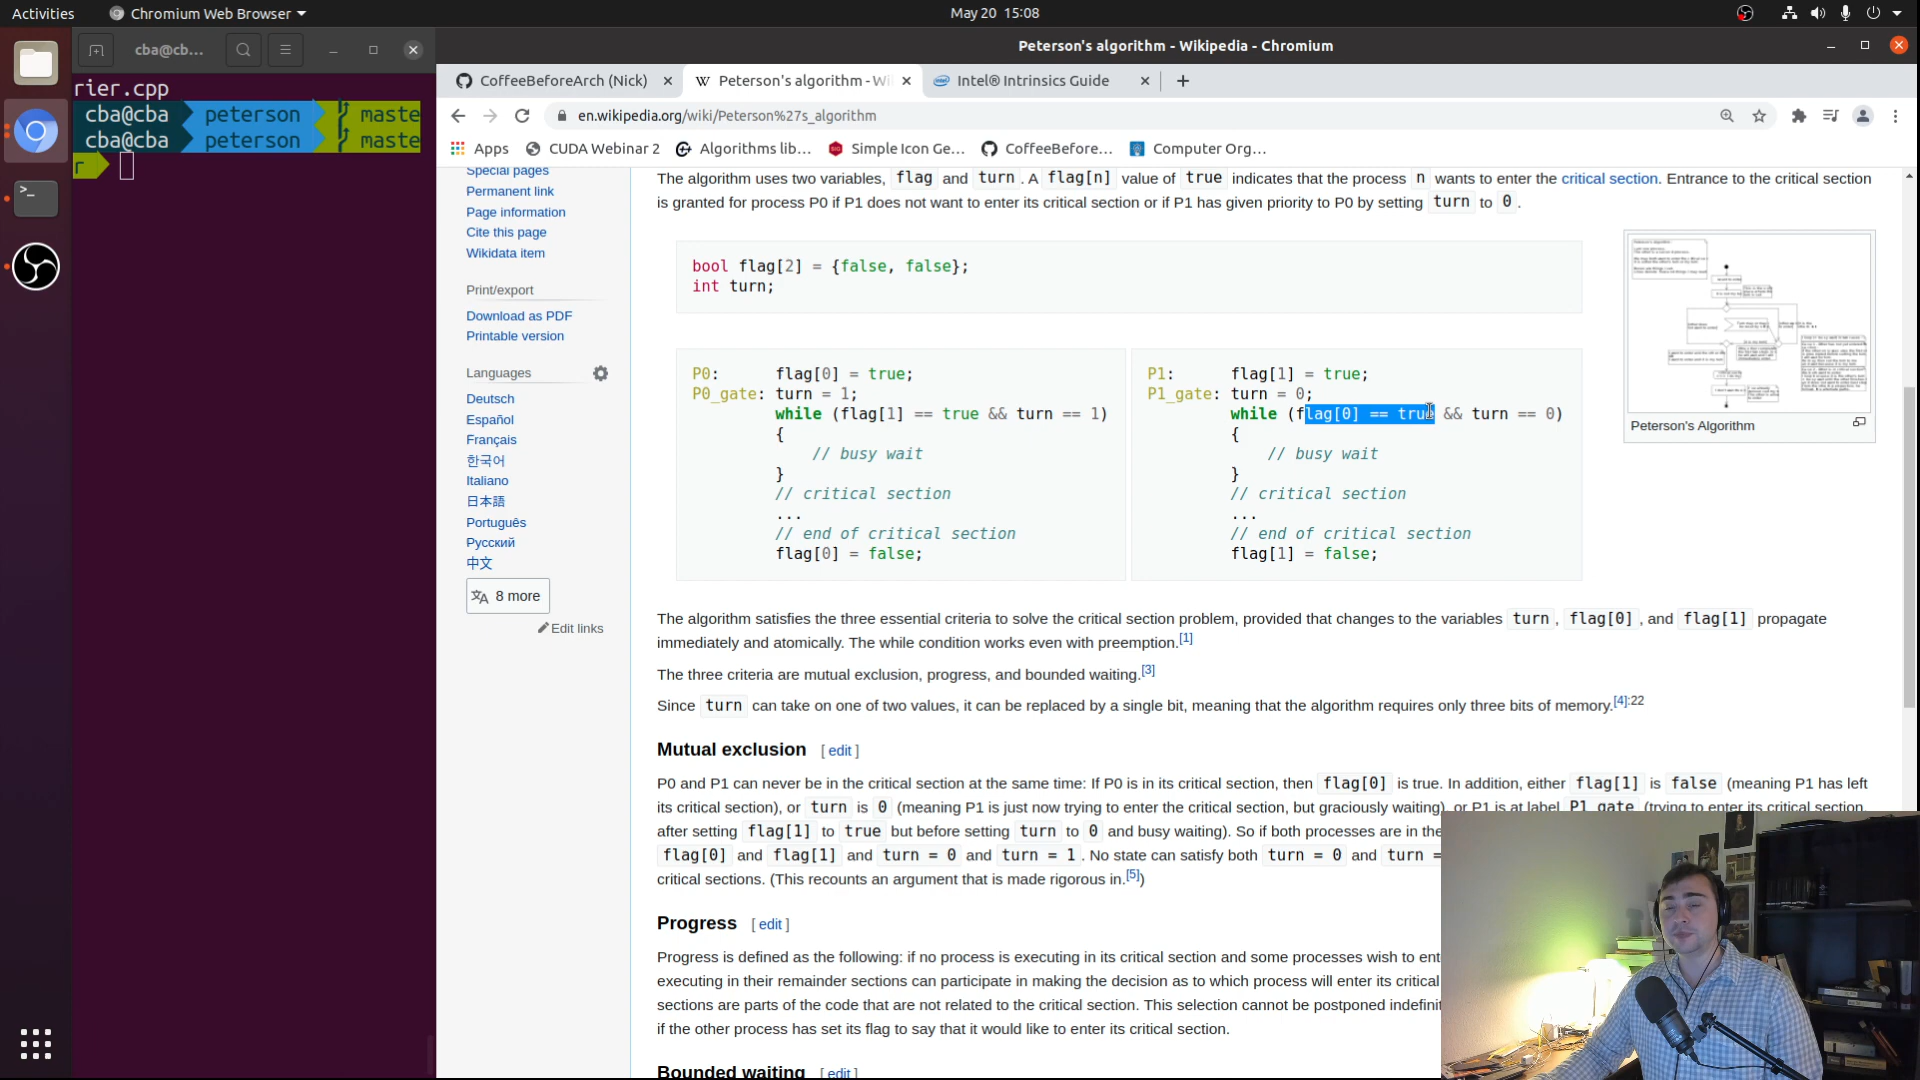 Activities
Chromium Web Browser
May 20 15:08
cba@cb...
Peterson's algorithm - Wikipedia - Chromium
rier.cpp
cba@cba peterson maste
cba@cba peterson maste
r
CoffeeBeforeArch (Nick)
Peterson's algorithm - Wi
Intel® Intrinsics Guide
en.wikipedia.org/wiki/Peterson%27s_algorithm
Apps
CUDA Webinar 2
Algorithms lib...
Simple Icon Ge...
CoffeeBefore...
Computer Org...
Special pages
Permanent link
Page information
Cite this page
Wikidata item
Print/export
Download as PDF
Printable version
Languages
Deutsch
Español
Français
한국어
Italiano
日本語
Português
Русский
中文
8 more
Edit links
The algorithm uses two variables, flag and turn. A flag[n] value of true indicates that the process n wants to enter the critical section. Entrance to the critical section
is granted for process P0 if P1 does not want to enter its critical section or if P1 has given priority to P0 by setting turn to 0.
bool flag[2] = {false, false};
int turn;
P0: flag[0] = true;
P0_gate: turn = 1;
while (flag[1] == true && turn == 1)
{
// busy wait
}
// critical section
...
// end of critical section
flag[0] = false;
P1: flag[1] = true;
P1_gate: turn = 0;
while (flag[0] == true && turn == 0)
{
// busy wait
}
// critical section
...
// end of critical section
flag[1] = false;
Peterson's Algorithm
The algorithm satisfies the three essential criteria to solve the critical section problem, provided that changes to the variables turn, flag[0], and flag[1] propagate
immediately and atomically. The while condition works even with preemption.[1]
The three criteria are mutual exclusion, progress, and bounded waiting.[3]
Since turn can take on one of two values, it can be replaced by a single bit, meaning that the algorithm requires only three bits of memory.[4]:22
Mutual exclusion [ edit ]
P0 and P1 can never be in the critical section at the same time: If P0 is in its critical section, then flag[0] is true. In addition, either flag[1] is false (meaning P1 has left
its critical section), or turn is 0 (meaning P1 is just now trying to enter the critical section, but graciously waiting), or P1 is at label P1_gate (trying to enter its critical section,
after setting flag[1] to true but before setting turn to 0 and busy waiting). So if both processes are in the
flag[0] and flag[1] and turn = 0 and turn = 1. No state can satisfy both turn = 0 and turn =
critical sections. (This recounts an argument that is made rigorous in.[5])
Progress [ edit ]
Progress is defined as the following: if no process is executing in its critical section and some processes wish to ent
executing in their remainder sections can participate in making the decision as to which process will enter its critical
sections are parts of the code that are not related to the critical section. This selection cannot be postponed indefinit
if the other process has set its flag to say that it would like to enter its critical section.
Bounded waiting [ edit ]